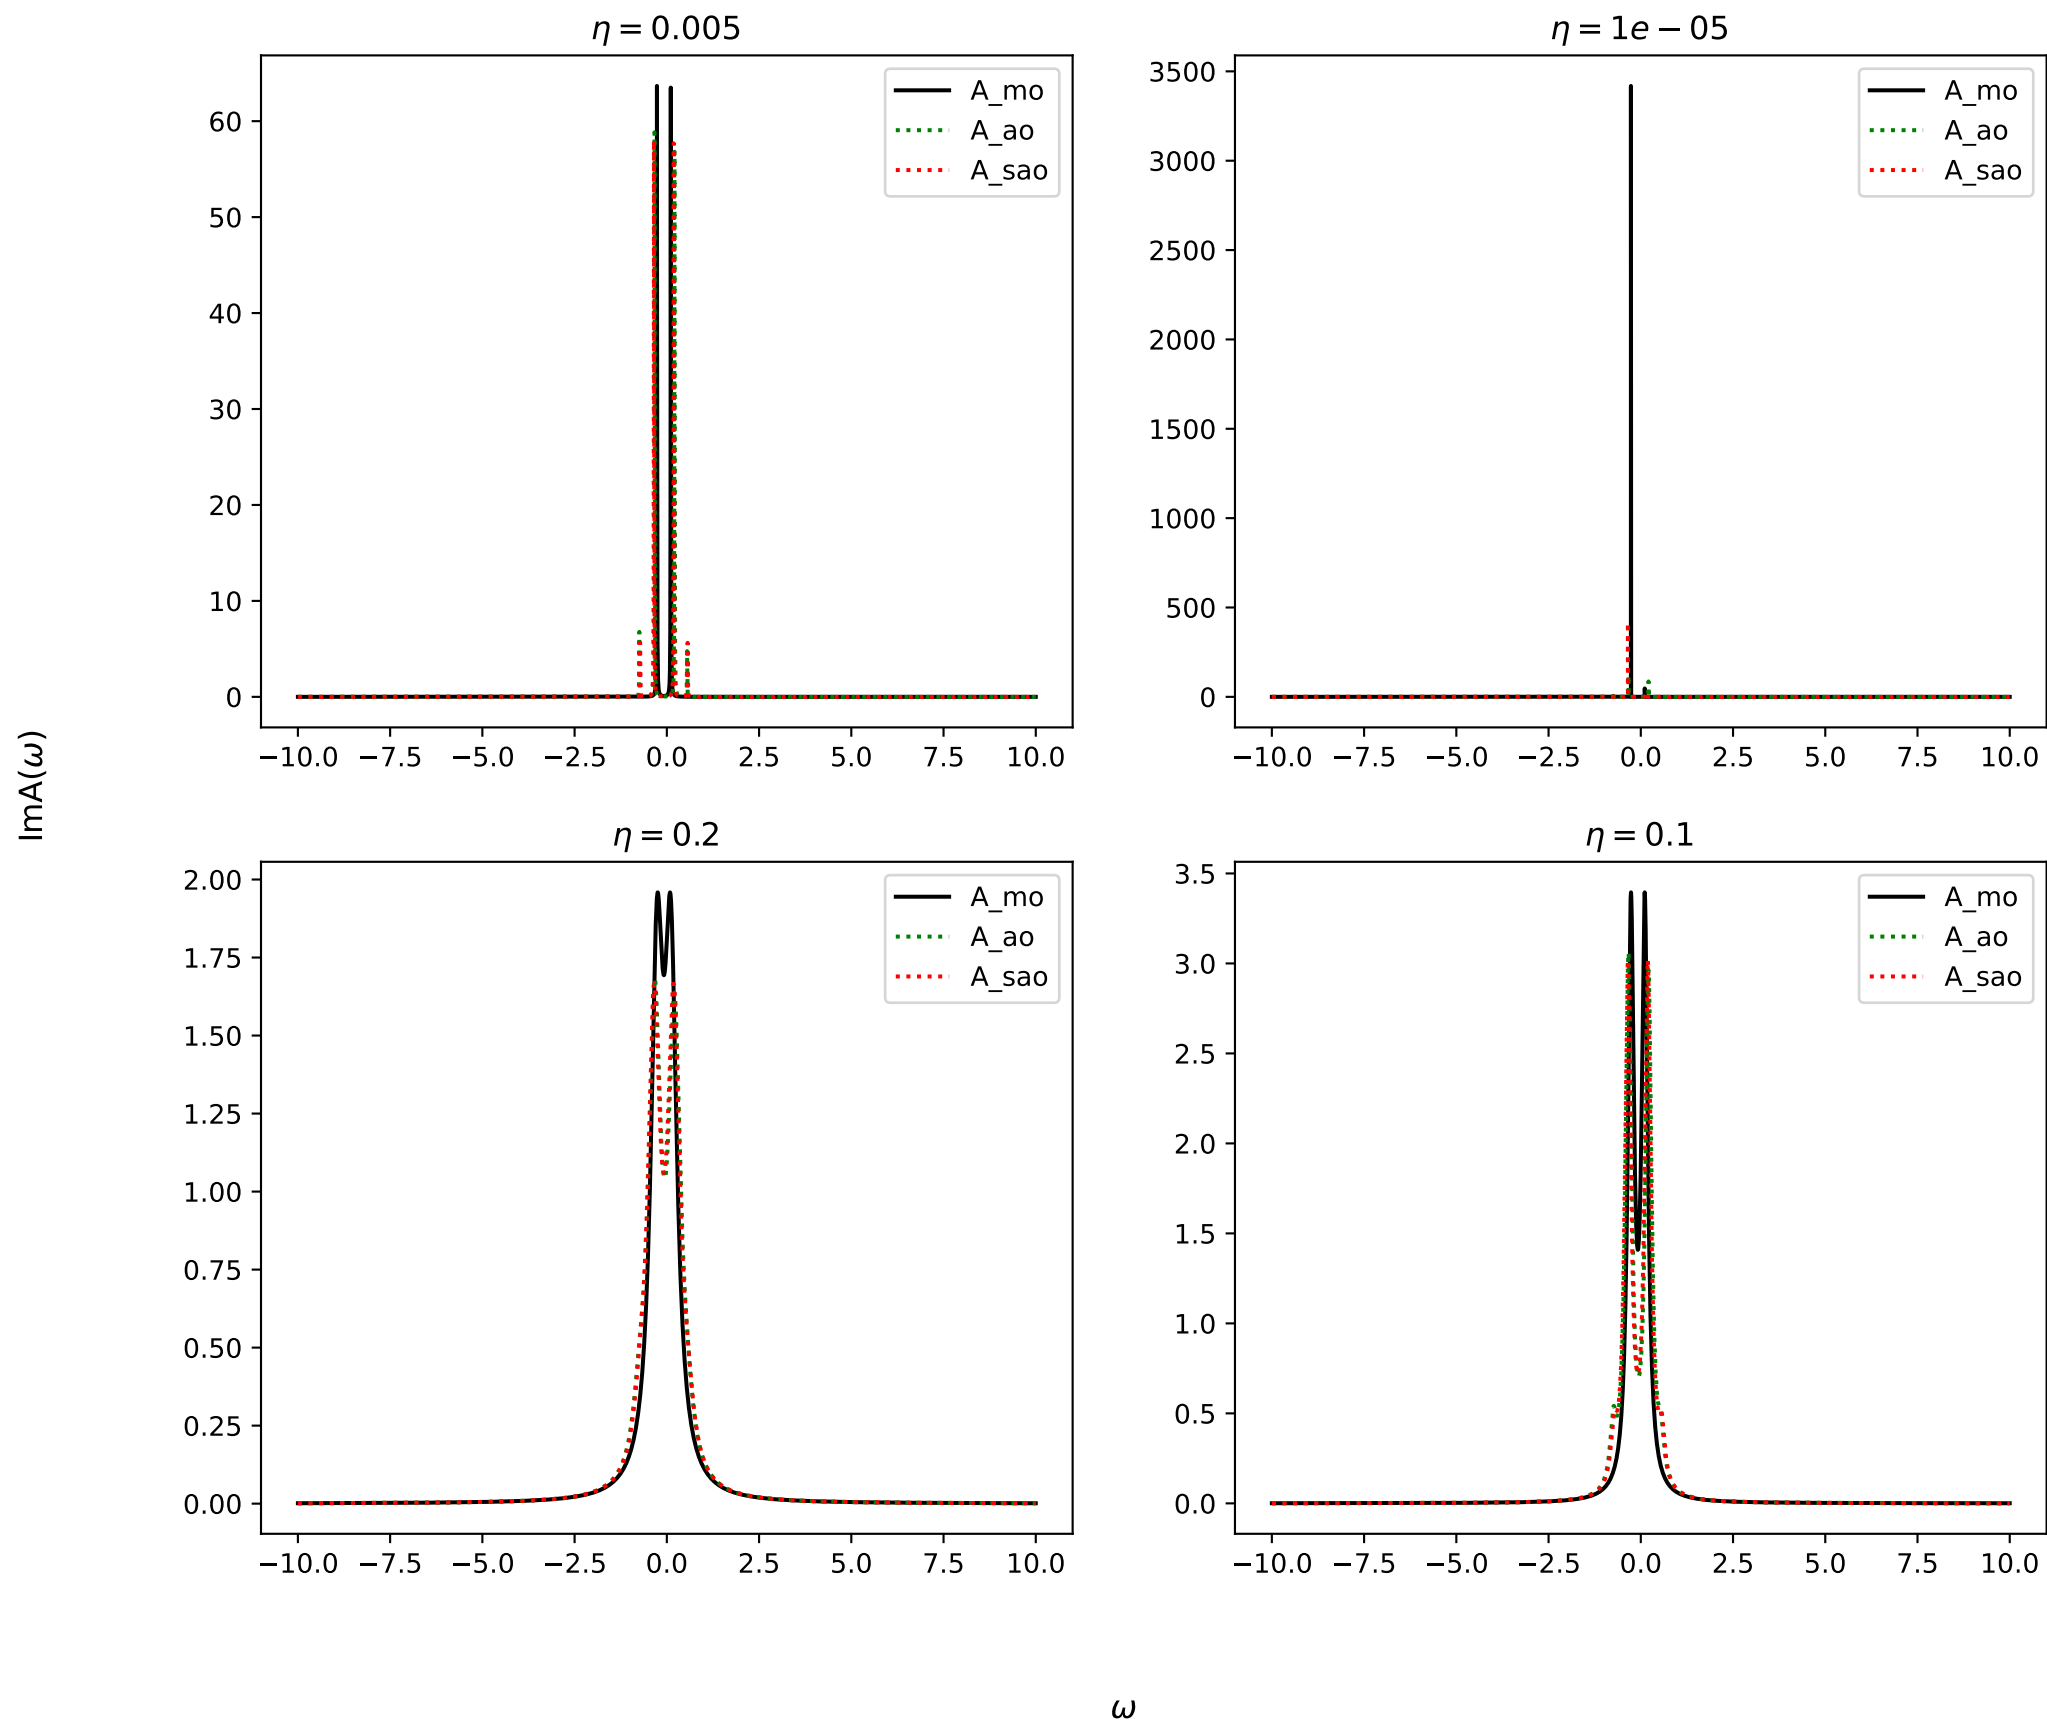 η = 0.005
60
50
40
30
20
10
0
−10.0 −7.5 −5.0 −2.5 0.0 2.5 5.0 7.5 10.0
A_mo
A_ao
A_sao
η = 1e − 05
3500
3000
2500
2000
1500
1000
500
0
−10.0 −7.5 −5.0 −2.5 0.0 2.5 5.0 7.5 10.0
A_mo
A_ao
A_sao
ImA(ω)
η = 0.2
2.00
1.75
1.50
1.25
1.00
0.75
0.50
0.25
0.00
−10.0 −7.5 −5.0 −2.5 0.0 2.5 5.0 7.5 10.0
A_mo
A_ao
A_sao
η = 0.1
3.5
3.0
2.5
2.0
1.5
1.0
0.5
0.0
−10.0 −7.5 −5.0 −2.5 0.0 2.5 5.0 7.5 10.0
A_mo
A_ao
A_sao
ω